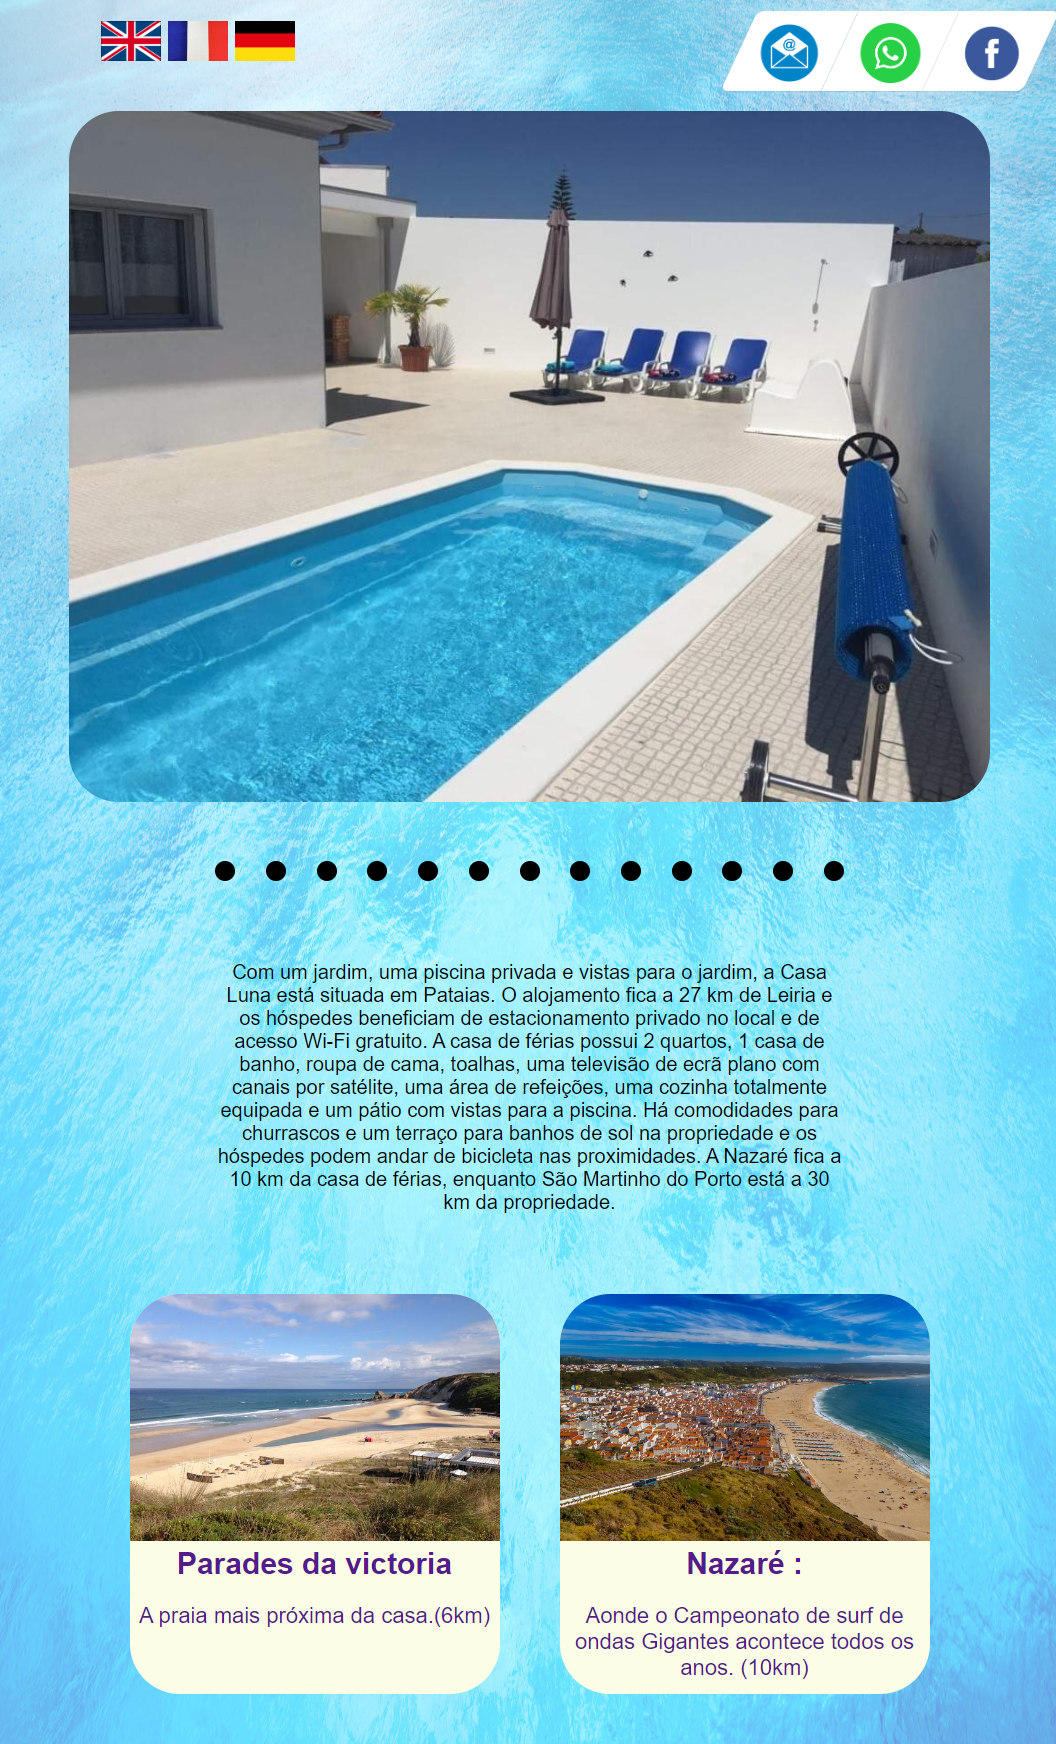 Com um jardim, uma piscina privada e vistas para o jardim, a Casa
Luna está situada em Pataias. O alojamento fica a 27 km de Leiria e
os hóspedes beneficiam de estacionamento privado no local e de
acesso Wi-Fi gratuito. A casa de férias possui 2 quartos, 1 casa de
banho, roupa de cama, toalhas, uma televisão de ecrã plano com
canais por satélite, uma área de refeições, uma cozinha totalmente
equipada e um pátio com vistas para a piscina. Há comodidades para
churrascos e um terraço para banhos de sol na propriedade e os
hóspedes podem andar de bicicleta nas proximidades. A Nazaré fica a
10 km da casa de férias, enquanto São Martinho do Porto está a 30
km da propriedade.
Parades da victoria
A praia mais próxima da casa.(6km)
Nazaré :
Aonde o Campeonato de surf de
ondas Gigantes acontece todos os
anos. (10km)